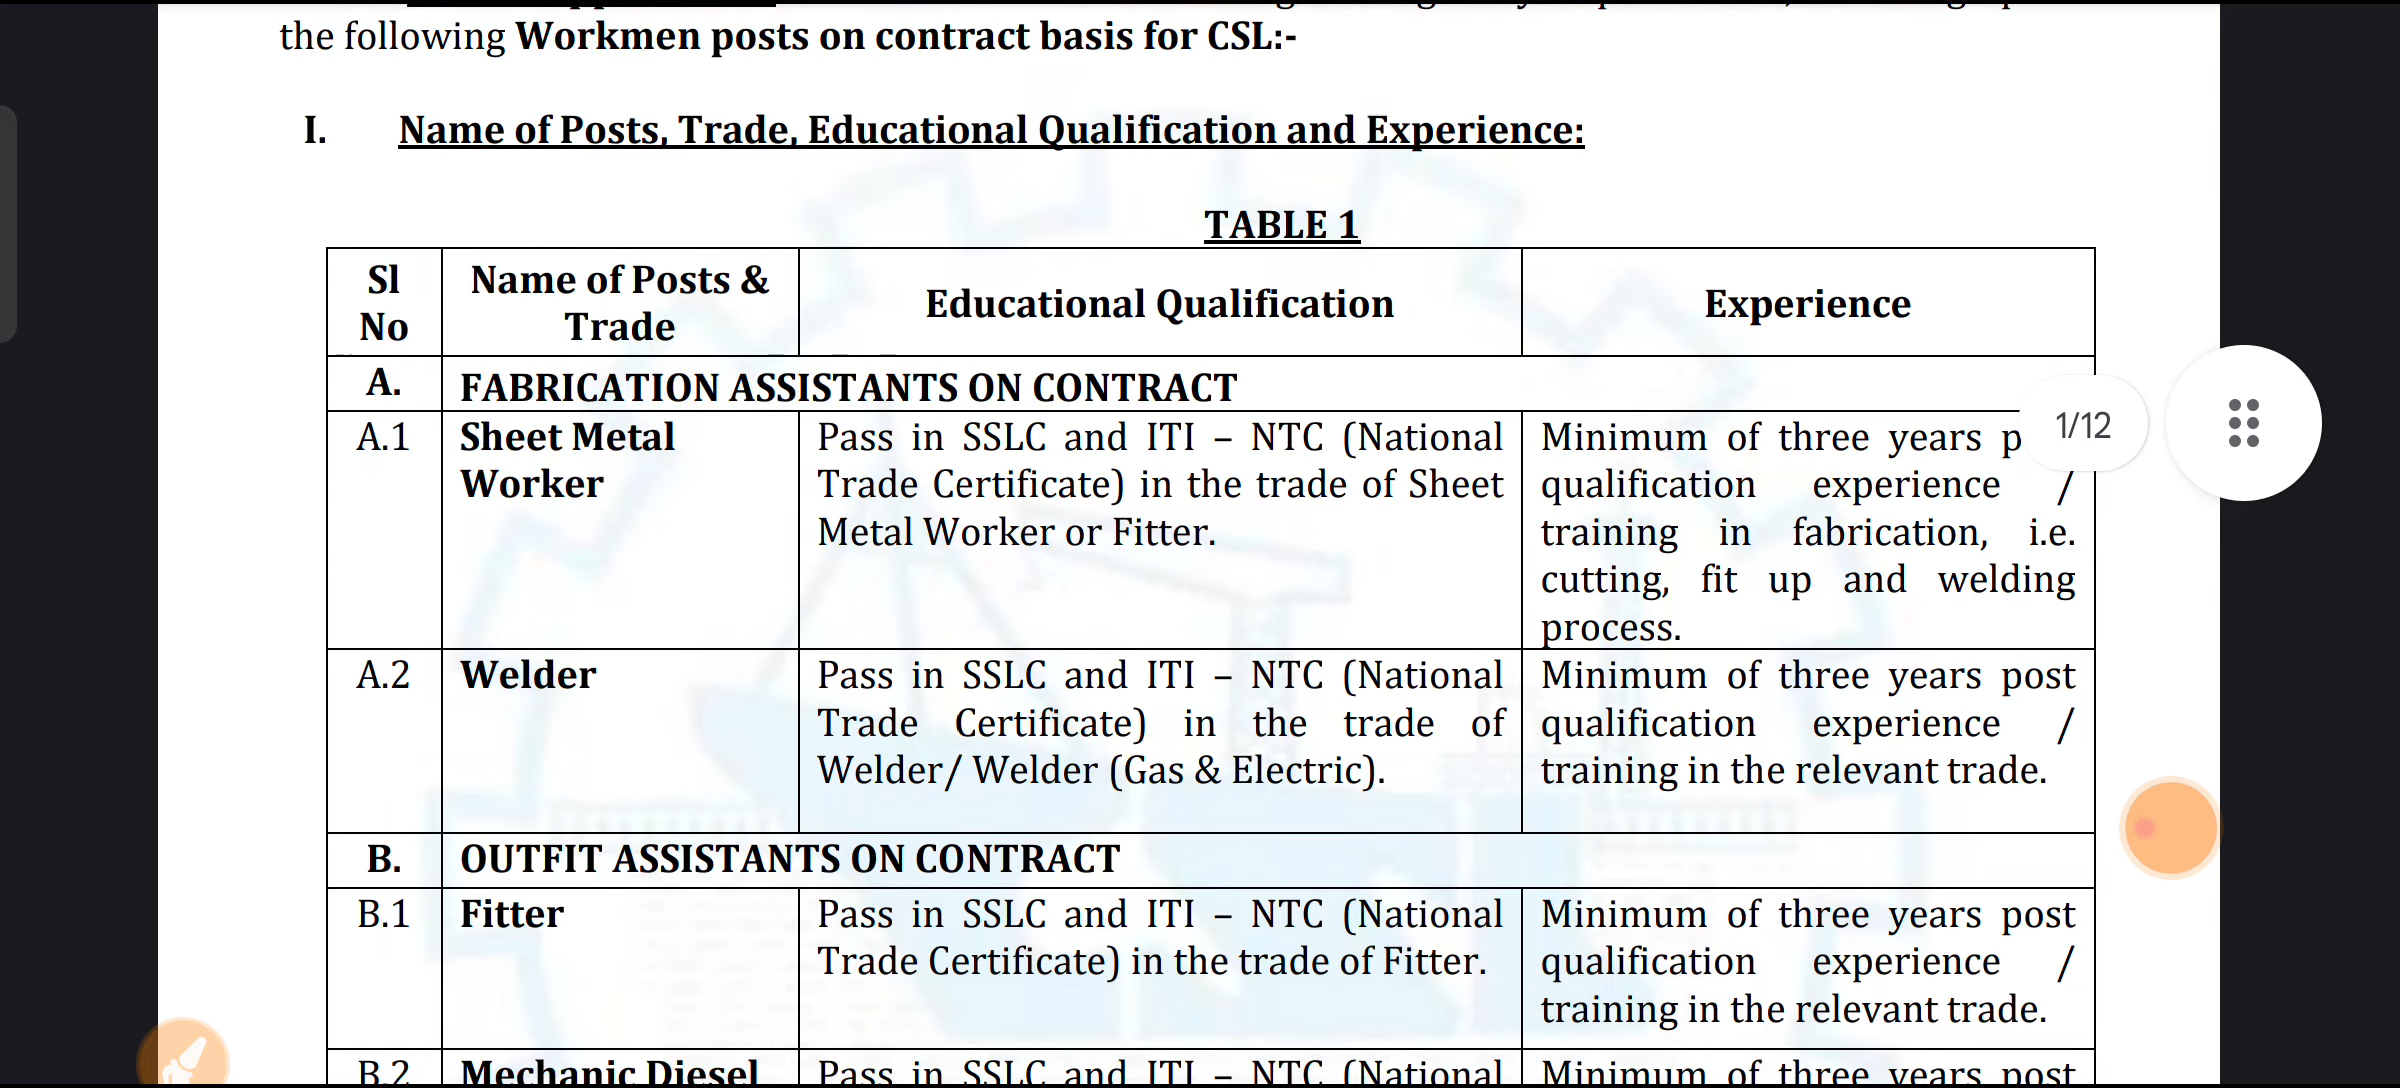 the following Workmen posts on contract basis for CSL:-
I. Name of Posts, Trade, Educational Qualification and Experience:
TABLE 1
Sl No
Name of Posts & Trade
Educational Qualification
Experience
A. FABRICATION ASSISTANTS ON CONTRACT
A.1
Sheet Metal
Worker
Pass in SSLC and ITI – NTC (National
Trade Certificate) in the trade of Sheet
Metal Worker or Fitter.
Minimum of three years p
qualification experience /
training in fabrication, i.e.
cutting, fit up and welding
process.
1/12
A.2
Welder
Pass in SSLC and ITI – NTC (National
Trade Certificate) in the trade of
Welder/ Welder (Gas & Electric).
Minimum of three years post
qualification experience /
training in the relevant trade.
B. OUTFIT ASSISTANTS ON CONTRACT
B.1
Fitter
Pass in SSLC and ITI – NTC (National
Trade Certificate) in the trade of Fitter.
Minimum of three years post
qualification experience /
training in the relevant trade.
B.2
Mechanic Diesel
Pass in SSLC and ITI – NTC (National
Minimum of three years post